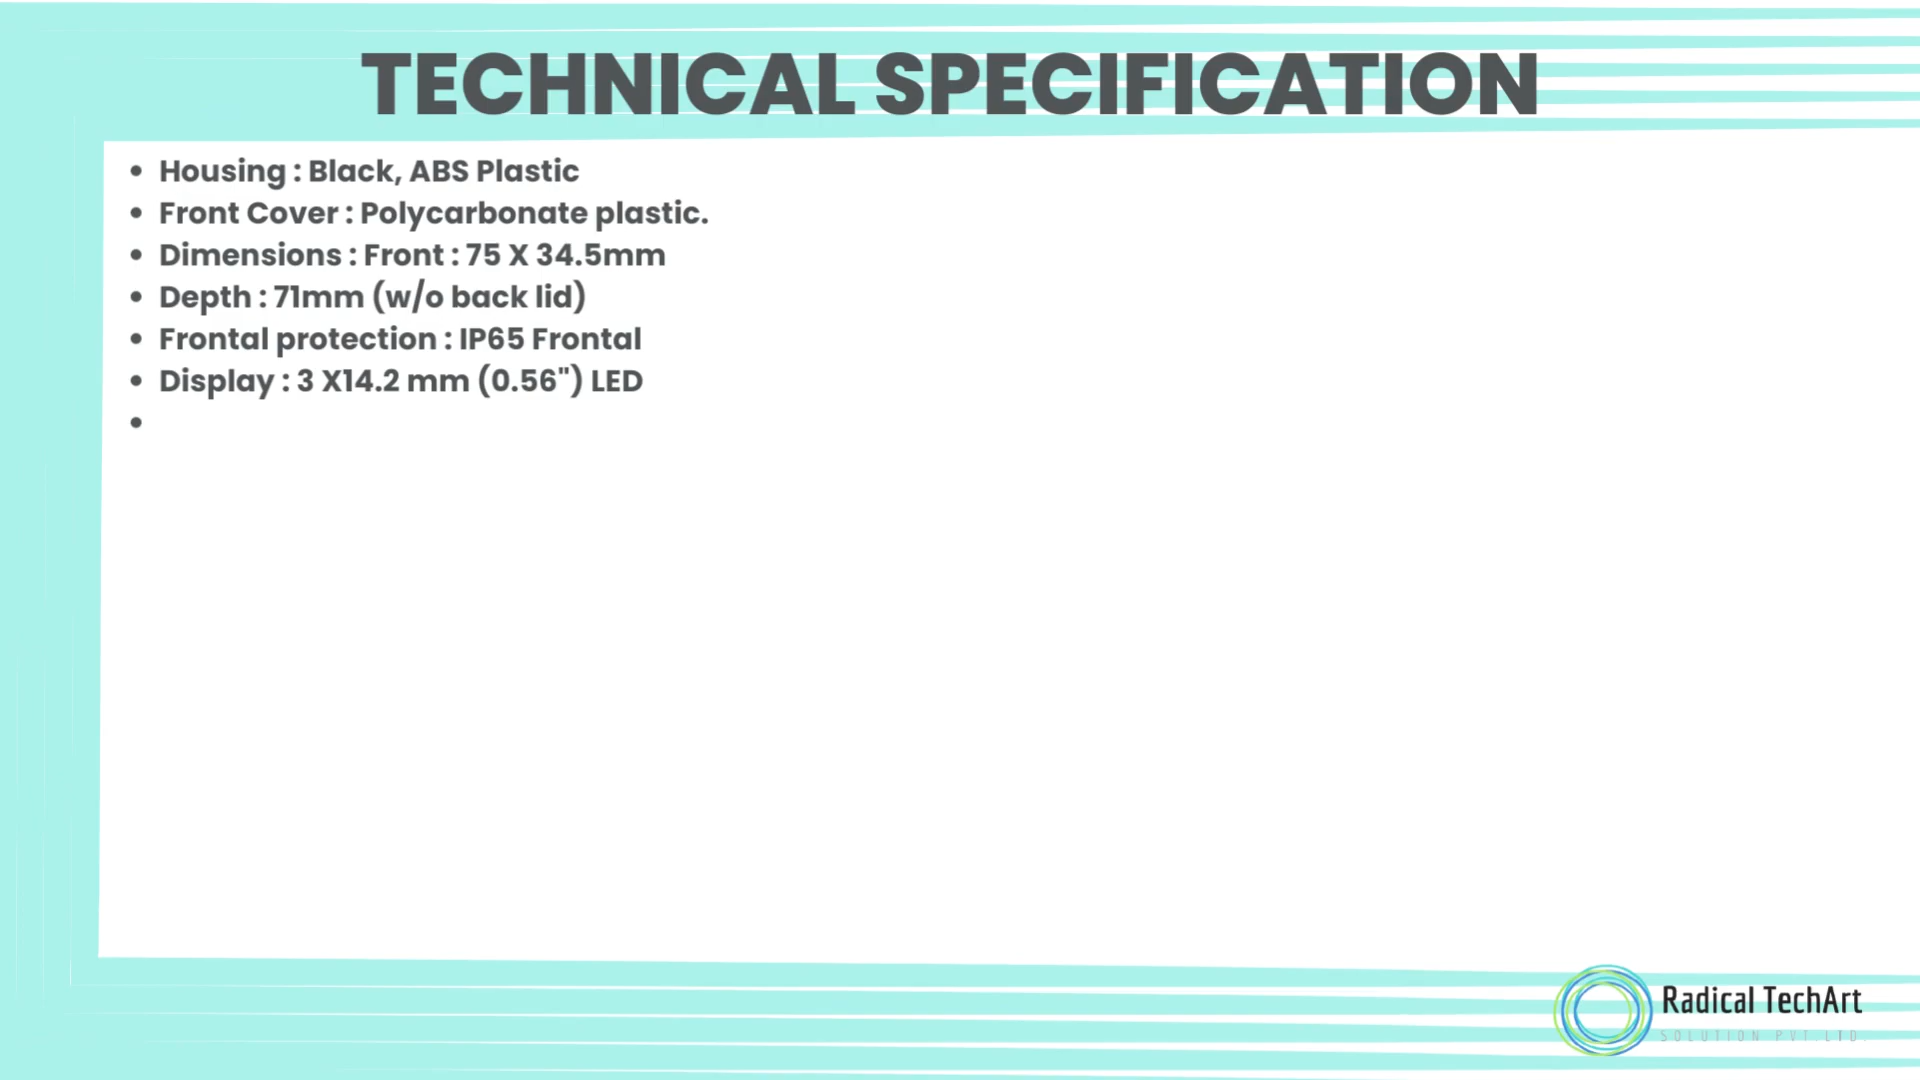 TECHNICAL SPECIFICATION
• Housing : Black, ABS Plastic
• Front Cover : Polycarbonate plastic.
• Dimensions : Front : 75 X 34.5mm
• Depth : 71mm (w/o back lid)
• Frontal protection : IP65 Frontal
• Display : 3 X14.2 mm (0.56") LED
•
Radical TechArt
SOLUTION PVT.LTD.